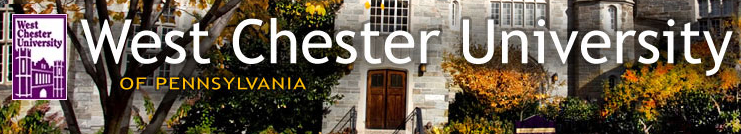 West
Chester
University
West Chester University
OF PENNSYLVANIA